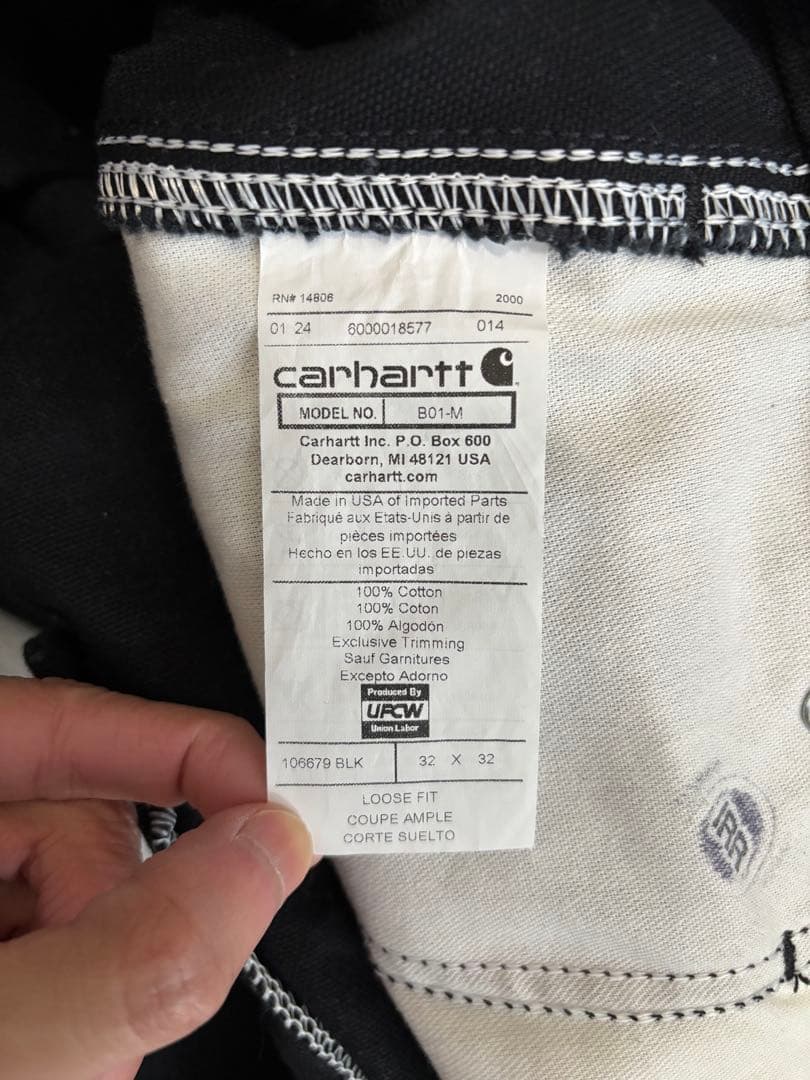 RN# 14806 2000
01 24 6000018577 014
carhartt
MODEL NO. B01-M
Carhartt Inc. P.O. Box 600
Dearborn, MI 48121 USA
carhartt.com
Made in USA of Imported Parts
Fabriqué aux Etats-Unis à partir de
pièces importées
Hecho en los EE.UU. de piezas
importadas
100% Cotton
100% Coton
100% Algodón
Exclusive Trimming
Sauf Garnitures
Excepto Adorno
Produced By
UFCW
Union Labor
106679 BLK 32 X 32
LOOSE FIT
COUPE AMPLE
CORTE SUELTO